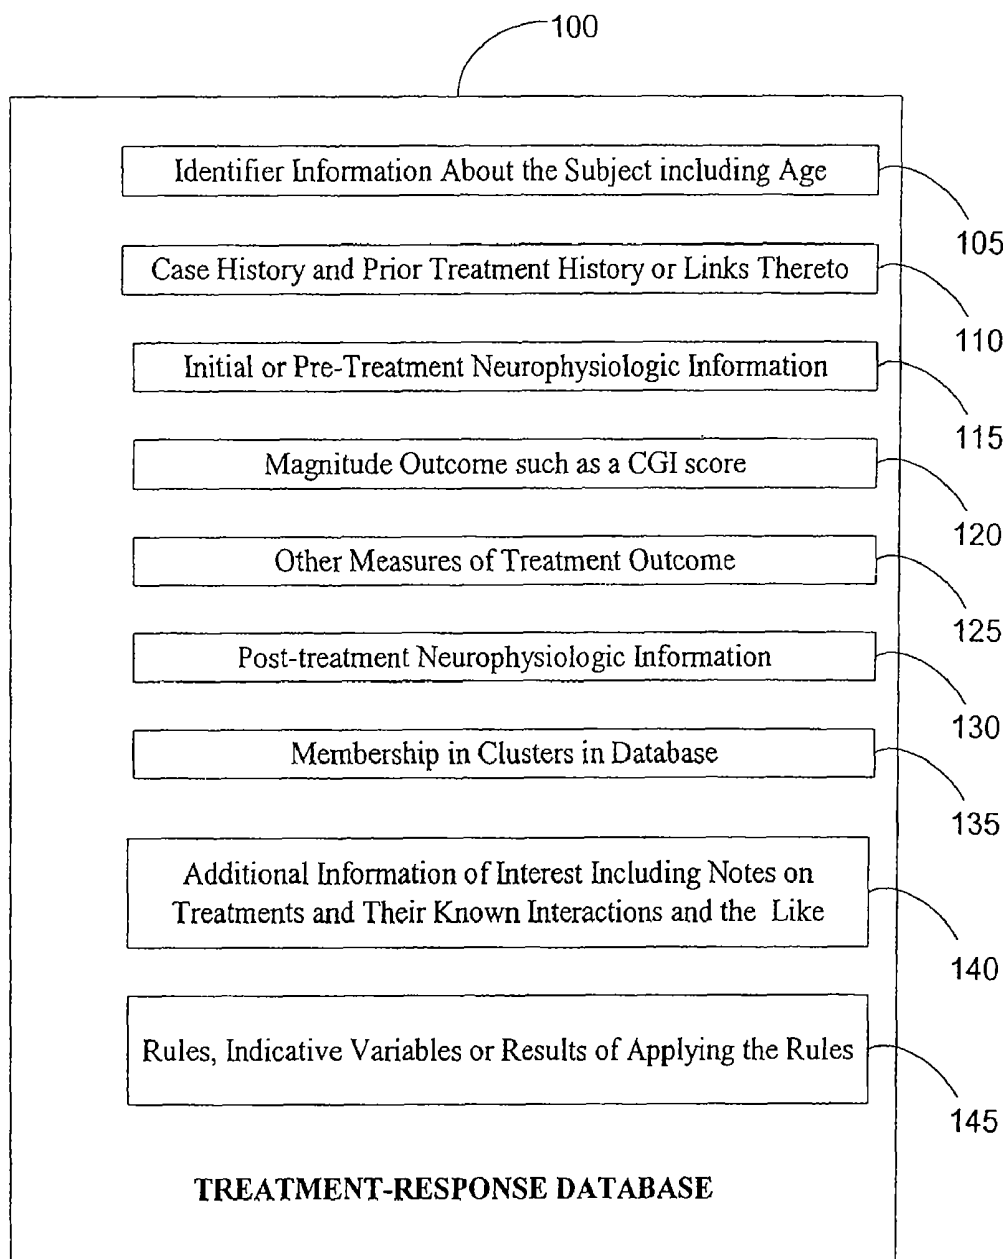 100
Identifier Information About the Subject including Age
105
Case History and Prior Treatment History or Links Thereto
110
Initial or Pre-Treatment Neurophysiologic Information
115
Magnitude Outcome such as a CGI score
120
Other Measures of Treatment Outcome
125
Post-treatment Neurophysiologic Information
130
Membership in Clusters in Database
135
Additional Information of Interest Including Notes on
Treatments and Their Known Interactions and the Like
140
Rules, Indicative Variables or Results of Applying the Rules
145
TREATMENT-RESPONSE DATABASE